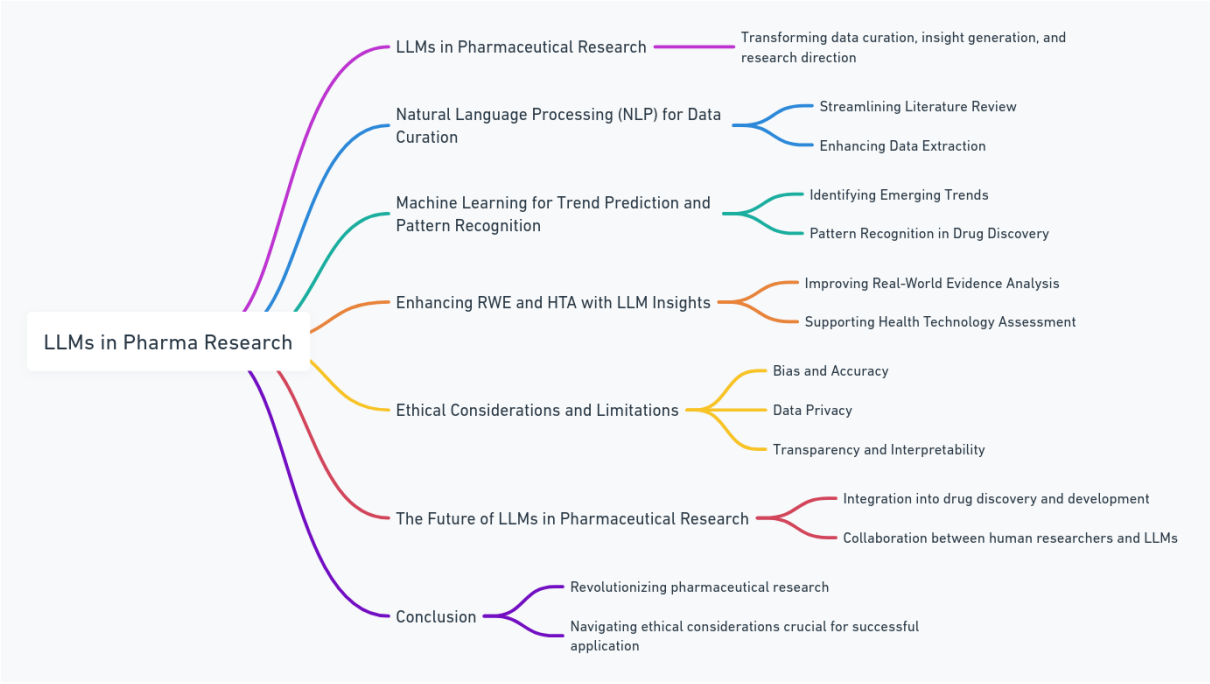 LLMs in Pharma Research
LLMs in Pharmaceutical Research
Transforming data curation, insight generation, and
research direction
Natural Language Processing (NLP) for Data
Curation
Streamlining Literature Review
Enhancing Data Extraction
Machine Learning for Trend Prediction and
Pattern Recognition
Identifying Emerging Trends
Pattern Recognition in Drug Discovery
Enhancing RWE and HTA with LLM Insights
Improving Real-World Evidence Analysis
Supporting Health Technology Assessment
Ethical Considerations and Limitations
Bias and Accuracy
Data Privacy
Transparency and Interpretability
The Future of LLMs in Pharmaceutical Research
Integration into drug discovery and development
Collaboration between human researchers and LLMs
Conclusion
Revolutionizing pharmaceutical research
Navigating ethical considerations crucial for successful
application